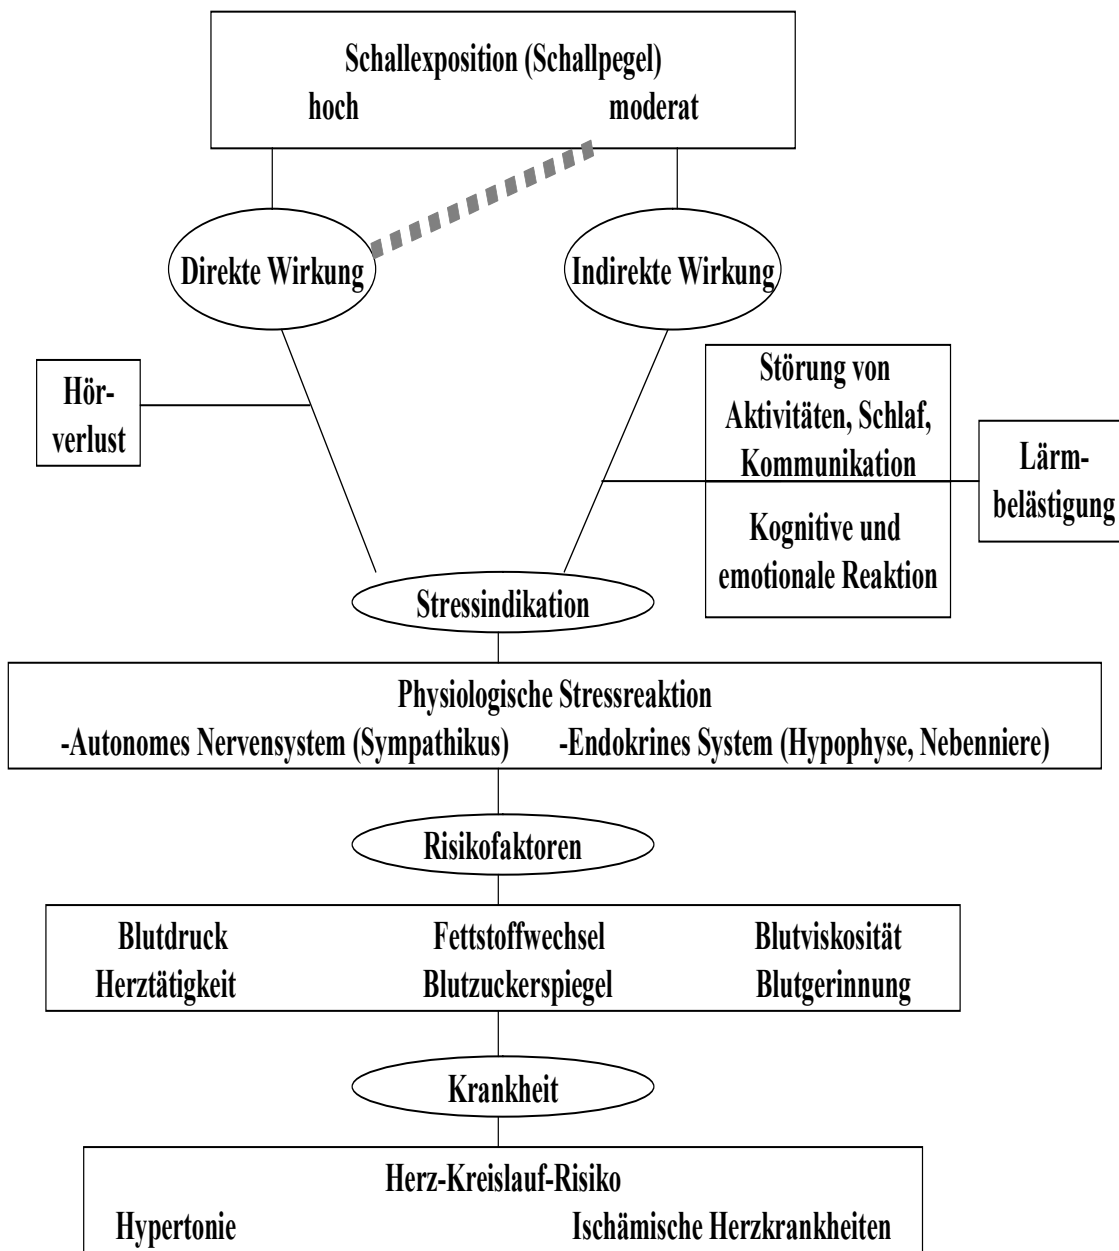 Schallexposition (Schallpegel)
hoch moderat
Direkte Wirkung
Indirekte Wirkung
Hör-
verlust
Störung von
Aktivitäten, Schlaf,
Kommunikation
Kognitive und
emotionale Reaktion
Lärm-
belästigung
Stressindikation
Physiologische Stressreaktion
-Autonomes Nervensystem (Sympathikus) -Endokrines System (Hypophyse, Nebenniere)
Risikofaktoren
Blutdruck Fettstoffwechsel Blutviskosität
Herztätigkeit Blutzuckerspiegel Blutgerinnung
Krankheit
Herz-Kreislauf-Risiko
Hypertonie Ischämische Herzkrankheiten